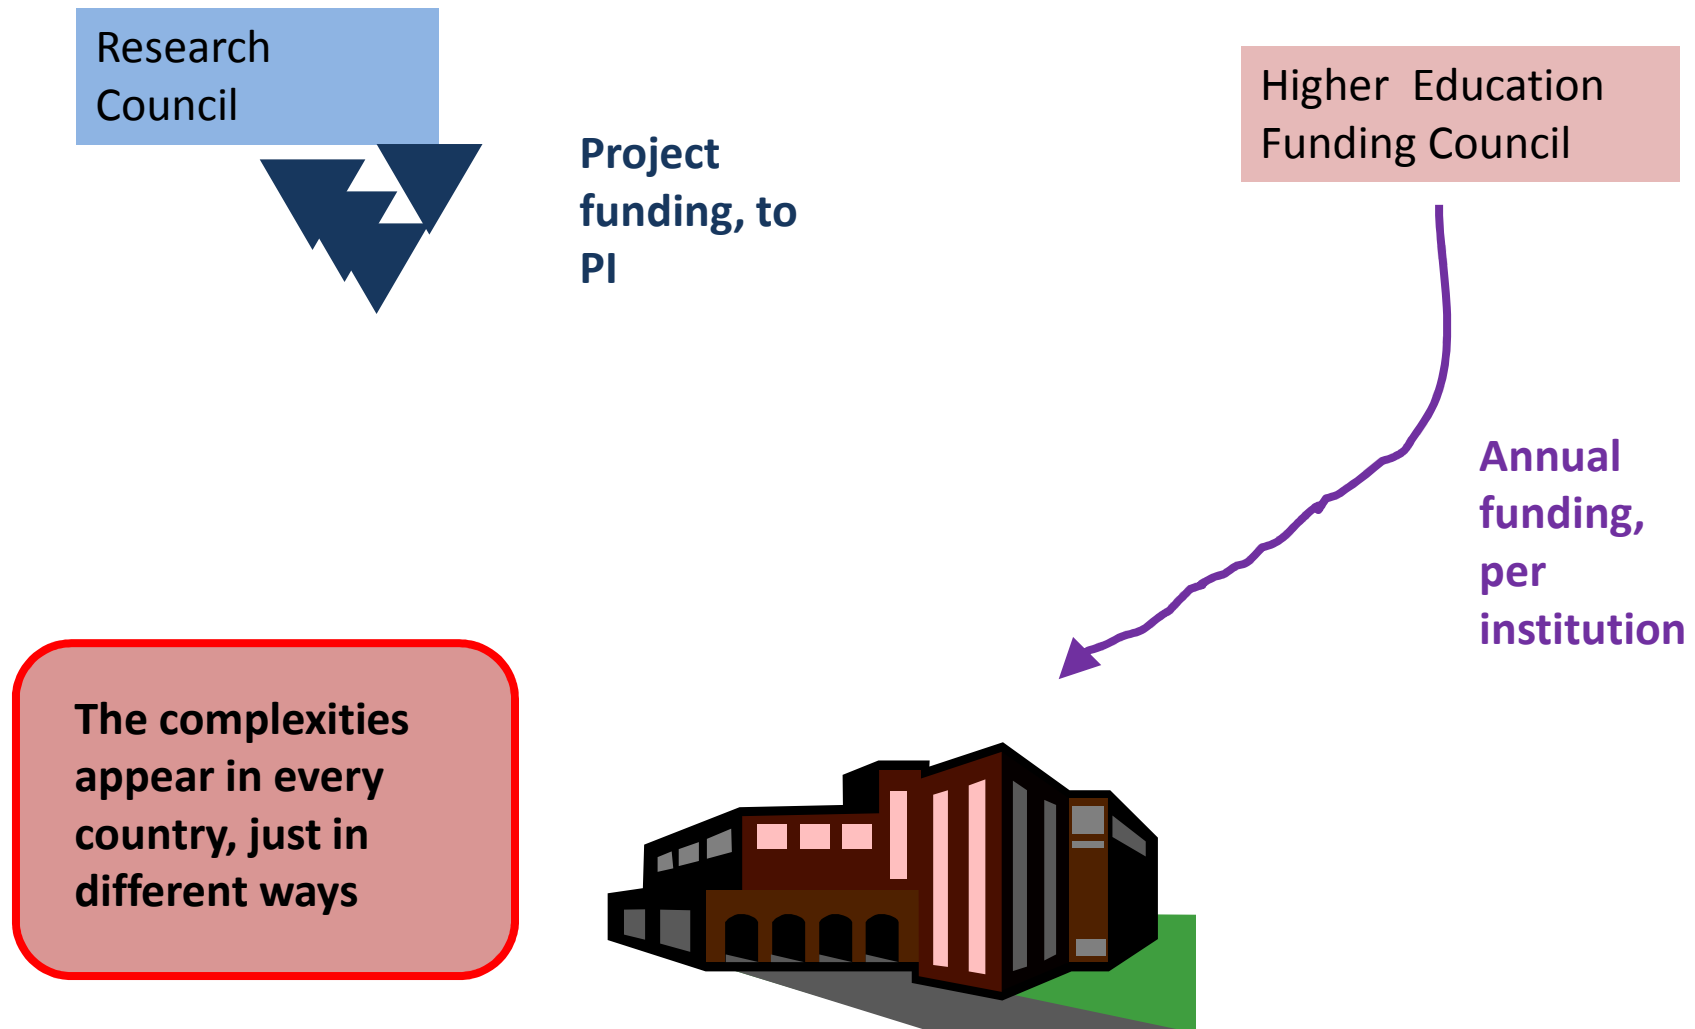 Research
Council
Project
funding, to
PI
Higher Education
Funding Council
Annual
funding,
per
institution
The complexities
appear in every
country, just in
different ways